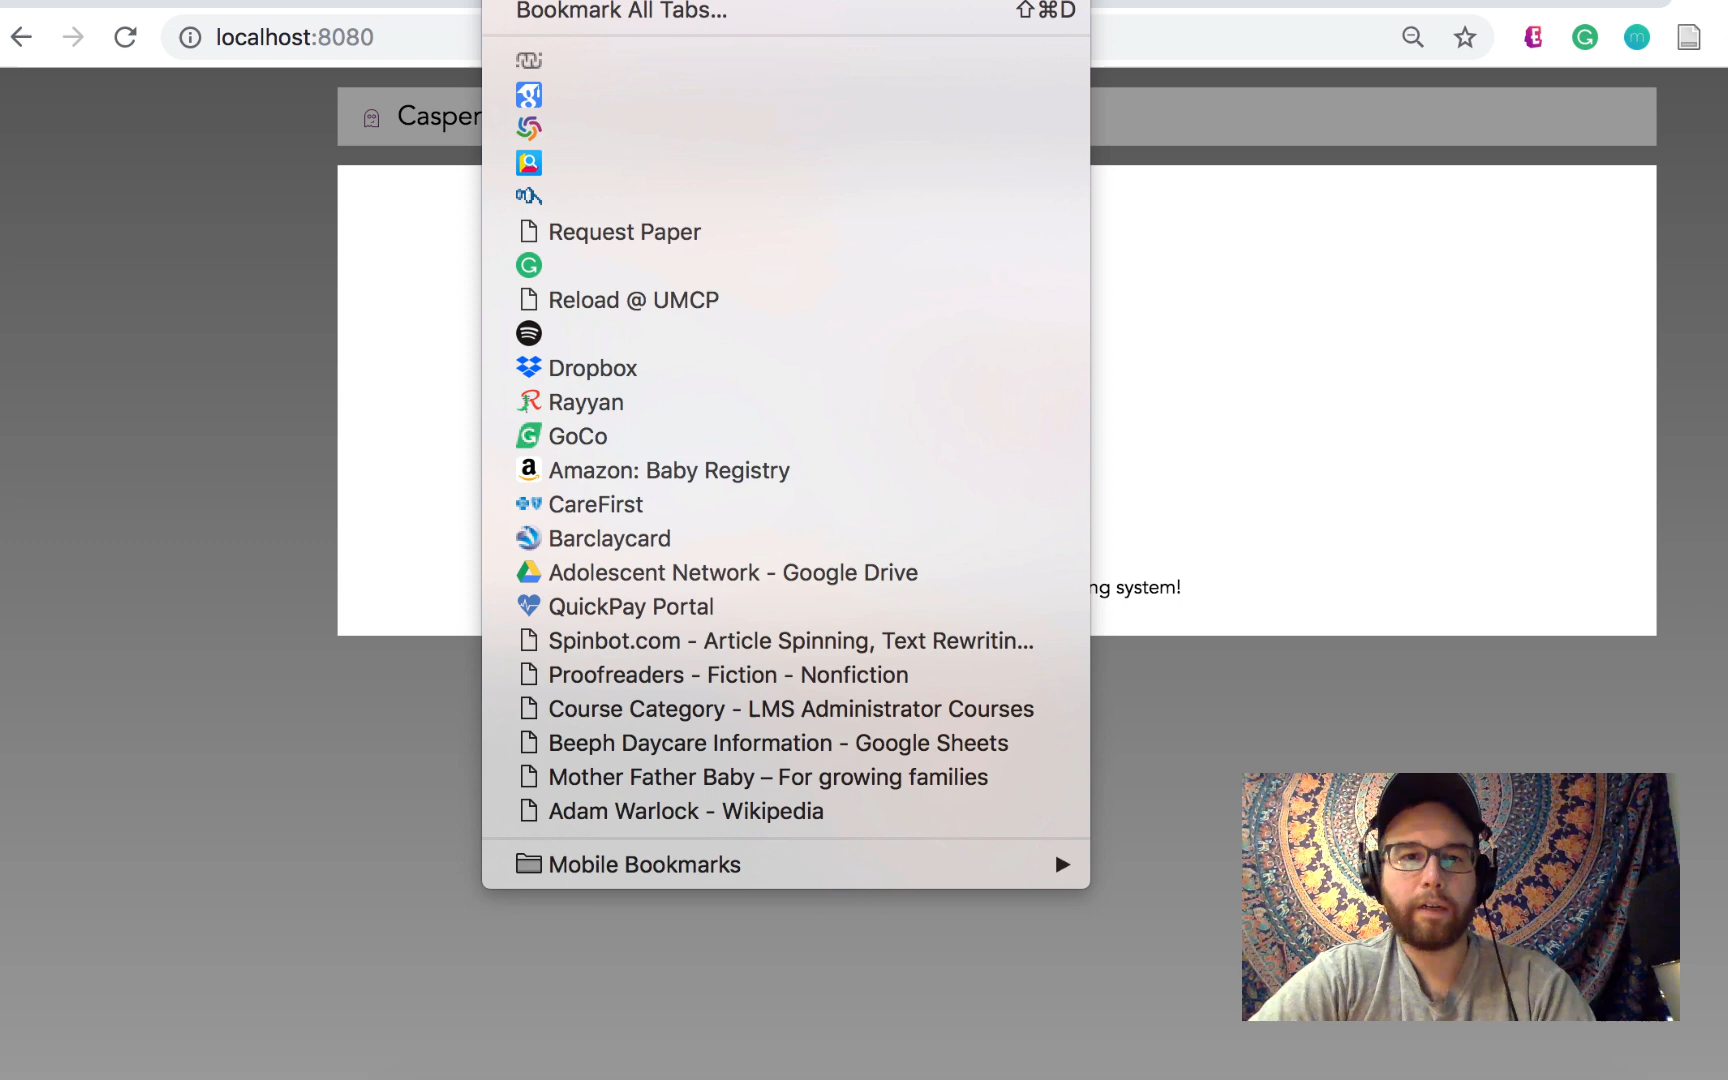 Bookmark All Tabs... ⇧⌘D
localhost:8080
Casper
Request Paper
Reload @ UMCP
Dropbox
Rayyan
GoCo
Amazon: Baby Registry
CareFirst
Barclaycard
Adolescent Network - Google Drive
QuickPay Portal
ng system!
Spinbot.com - Article Spinning, Text Rewritin...
Proofreaders - Fiction - Nonfiction
Course Category - LMS Administrator Courses
Beeph Daycare Information - Google Sheets
Mother Father Baby – For growing families
Adam Warlock - Wikipedia
Mobile Bookmarks